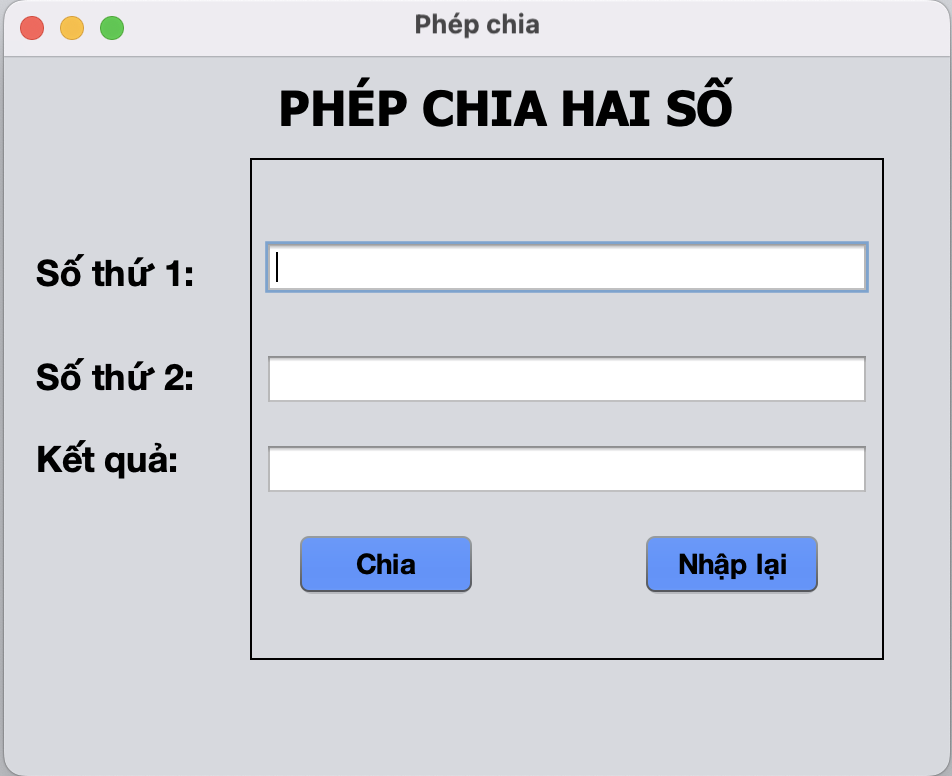 Phép chia
PHÉP CHIA HAI SỐ
Số thứ 1:
Số thứ 2:
Kết quả:
Chia
Nhập lại